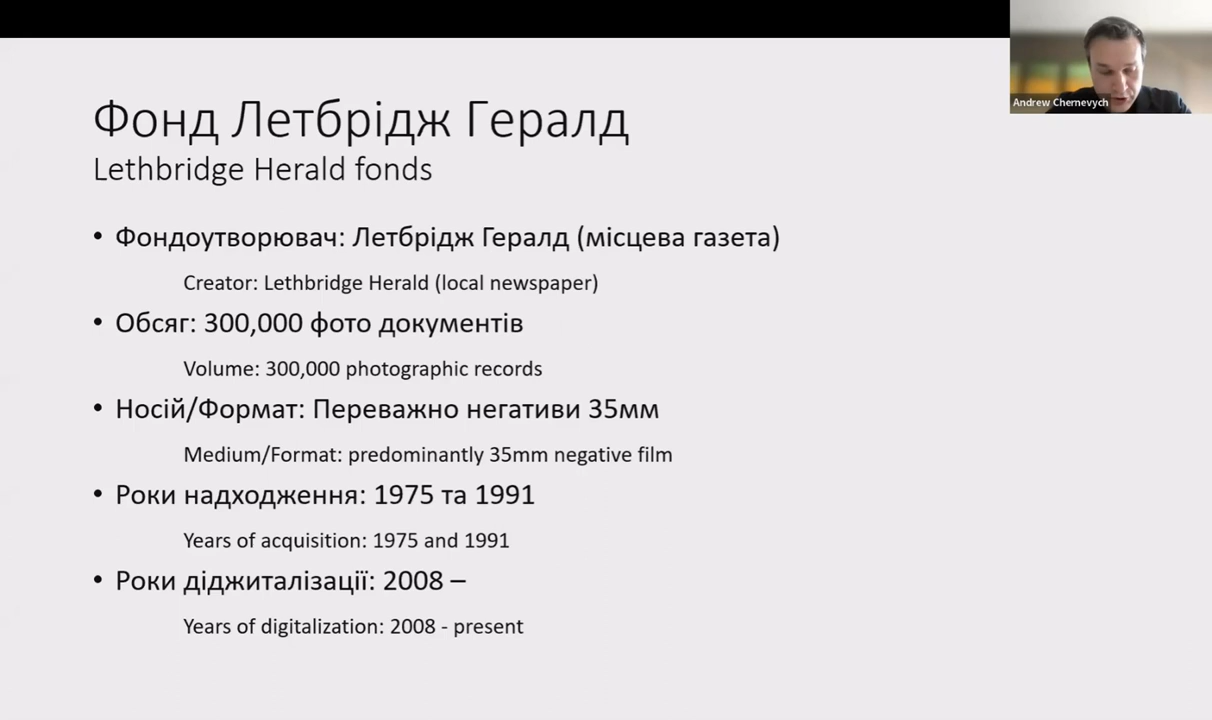 Andrew Chernevych
Фонд Летбрідж Гералд
Lethbridge Herald fonds
• Фондоутворювач: Летбрідж Гералд (місцева газета)
Creator: Lethbridge Herald (local newspaper)
• Обсяг: 300,000 фото документів
Volume: 300,000 photographic records
• Носій/Формат: Переважно негативи 35мм
Medium/Format: predominantly 35mm negative film
• Роки надходження: 1975 та 1991
Years of acquisition: 1975 and 1991
• Роки діджиталізації: 2008 –
Years of digitalization: 2008 - present